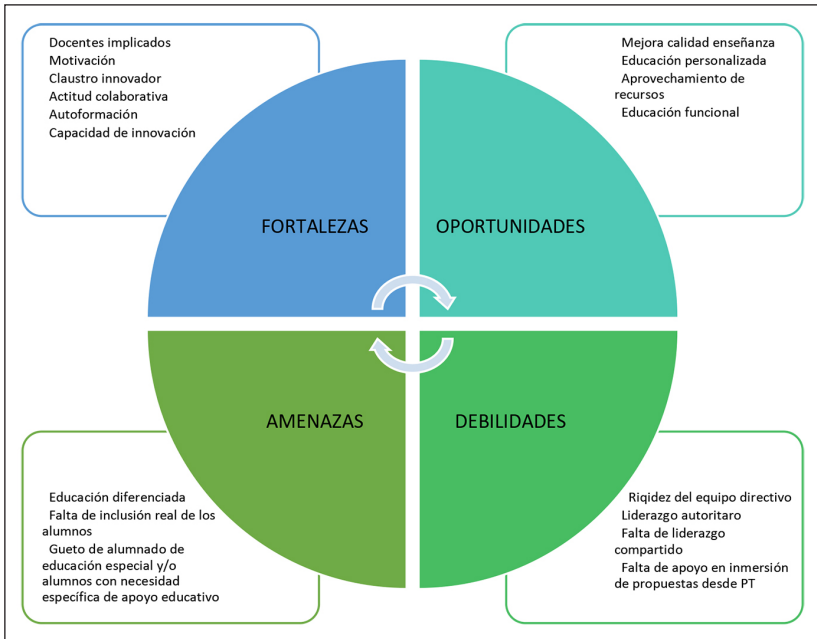 Docentes implicados
Motivación
Claustro innovador
Actitud colaborativa
Autoformación
Capacidad de innovación
Mejora calidad enseñanza
Educación personalizada
Aprovechamiento de
recursos
Educación funcional
FORTALEZAS
OPORTUNIDADES
AMENAZAS
DEBILIDADES
Educación diferenciada
Falta de inclusión real de los
alumnos
Gueto de alumnado de
educación especial y/o
alumnos con necesidad
específica de apoyo educativo
Riqidez del equipo directivo
Liderazgo autoritaro
Falta de liderazgo
compartido
Falta de apoyo en inmersión
de propuestas desde PT